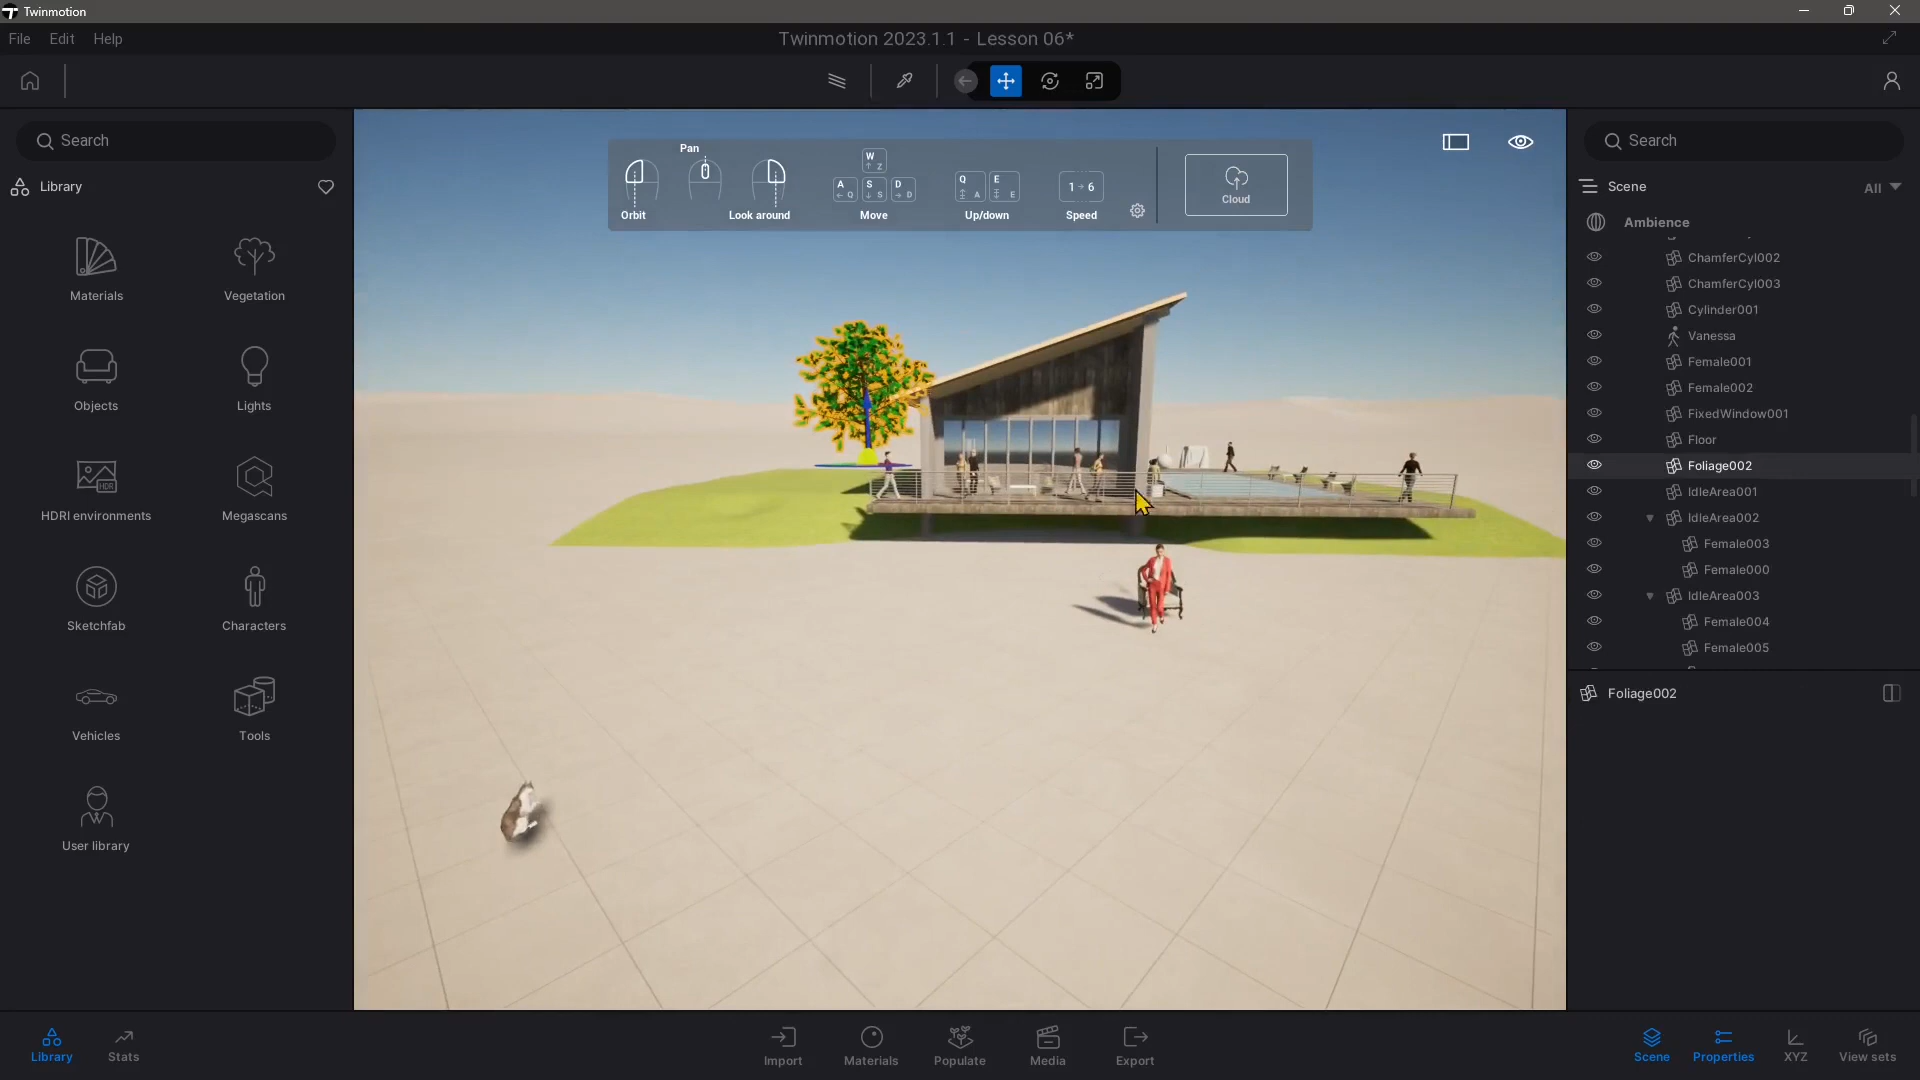 Twinmotion
File Edit Help
Twinmotion 2023.1.1 - Lesson 06*
Search
Library
Materials
Vegetation
Objects
Lights
HDR
HDRI environments
Megascans
Sketchfab
Characters
Vehicles
Tools
User library
Pan
Orbit
Look around
W
Z
A
Q
S
S
D
D
Move
Q
A
E
E
Up/down
1 6
Speed
Cloud
Search
Scene
All
Ambience
ChamferCyl002
ChamferCyl003
Cylinder001
Vanessa
Female001
Female002
FixedWindow001
Floor
Foliage002
IdleArea001
IdleArea002
Female003
Female000
IdleArea003
Female004
Female005
Foliage002
Library
Stats
Import
Materials
Populate
Media
Export
Scene
Properties
XYZ
View sets